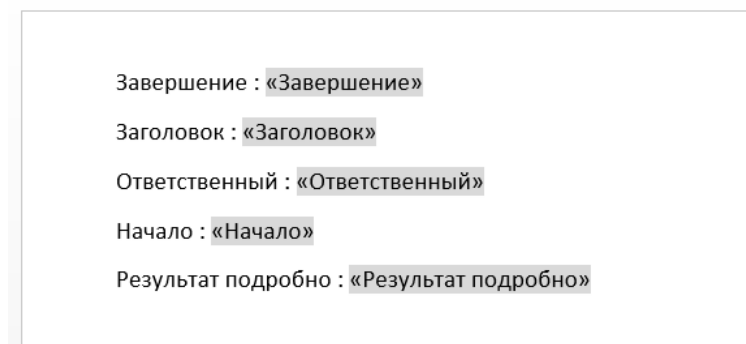 Завершение : «Завершение»
Заголовок : «Заголовок»
Ответственный : «Ответственный»
Начало : «Начало»
Результат подробно : «Результат подробно»